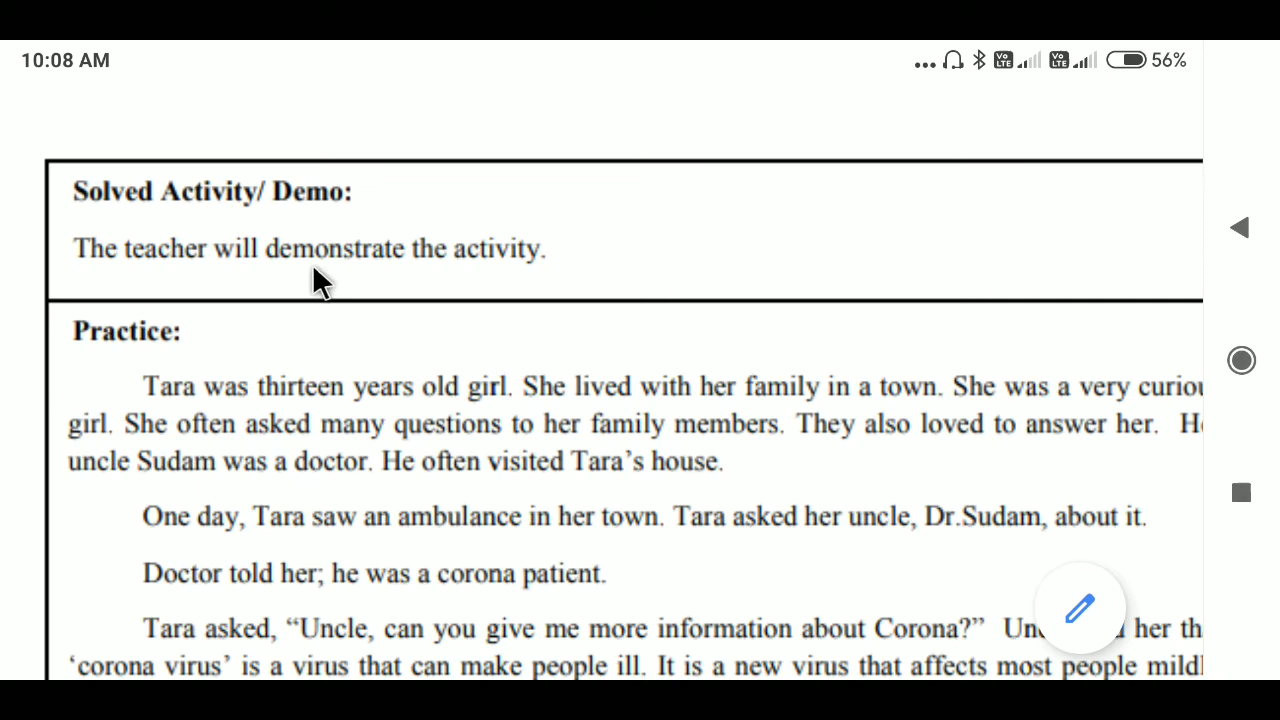 10:08 AM
56%
Solved Activity/ Demo:
The teacher will demonstrate the activity.
Practice:
Tara was thirteen years old girl. She lived with her family in a town. She was a very
girl. She often asked many questions to her family members. They also loved to answer her.
uncle Sudam was a doctor. He often visited Tara’s house.
One day, Tara saw an ambulance in her town. Tara asked her uncle, Dr.Sudam, about it.
Doctor told her; he was a corona patient.
Tara asked, “Uncle, can you give me more information about Corona?” her
‘corona virus’ is a virus that can make people ill. It is a new virus that affects most people